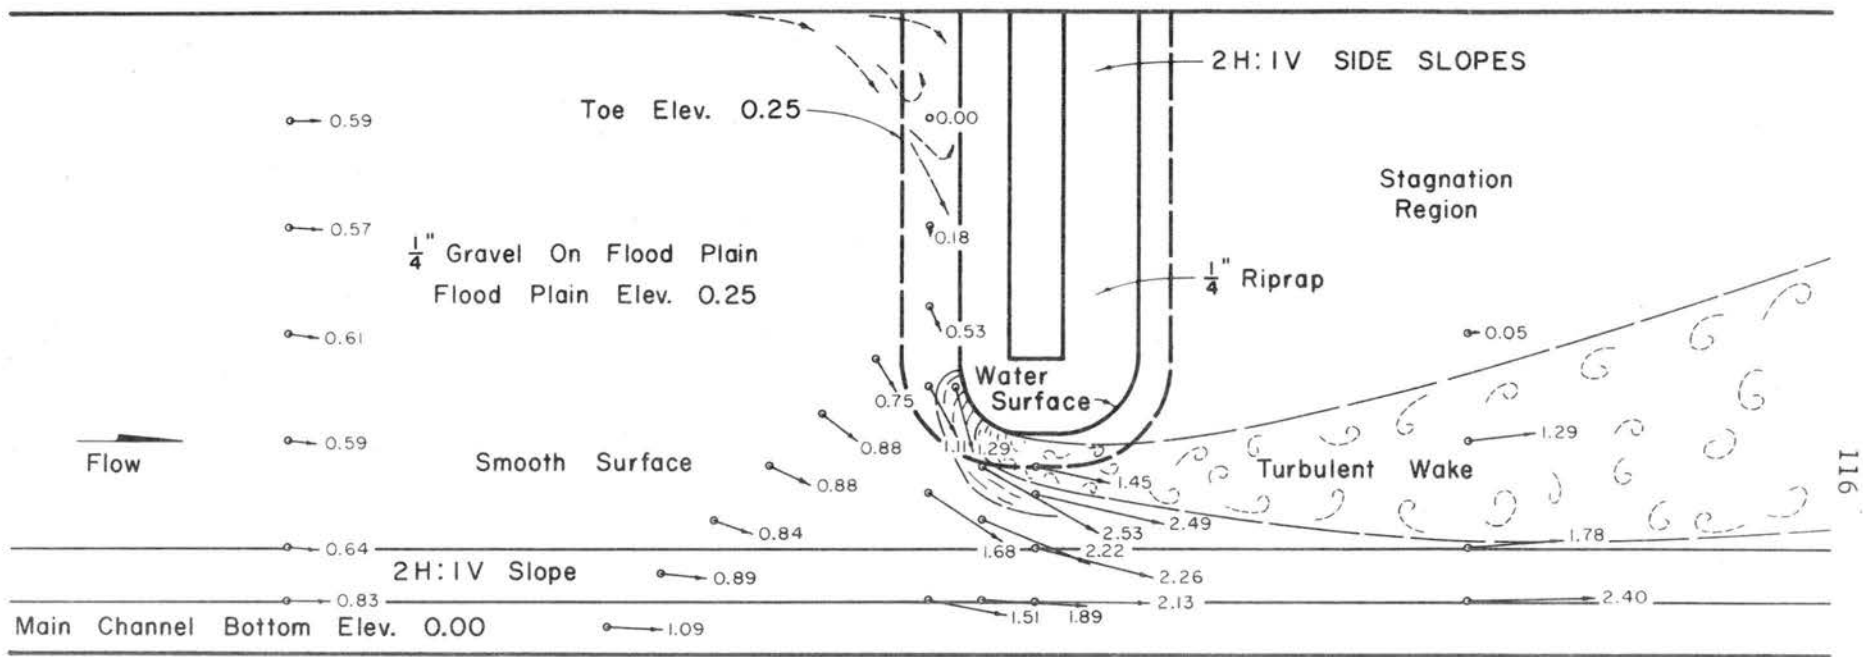 2H:1V SIDE SLOPES
Toe Elev. 0.25
0.59
0.00
Stagnation
Region
0.57
0.18
1/4" Gravel On Flood Plain
Flood Plain Elev. 0.25
1/4" Riprap
0.61
0.53
0.05
Water
Surface
0.75
0.59
0.88
1.11
1.29
1.29
Flow
Smooth Surface
Turbulent Wake
0.88
1.45
116
0.84
2.49
2.53
1.78
0.64
1.68
2.22
2H:1V Slope
0.89
2.26
0.83
2.13
2.40
1.51
1.89
Main Channel Bottom Elev. 0.00
1.09